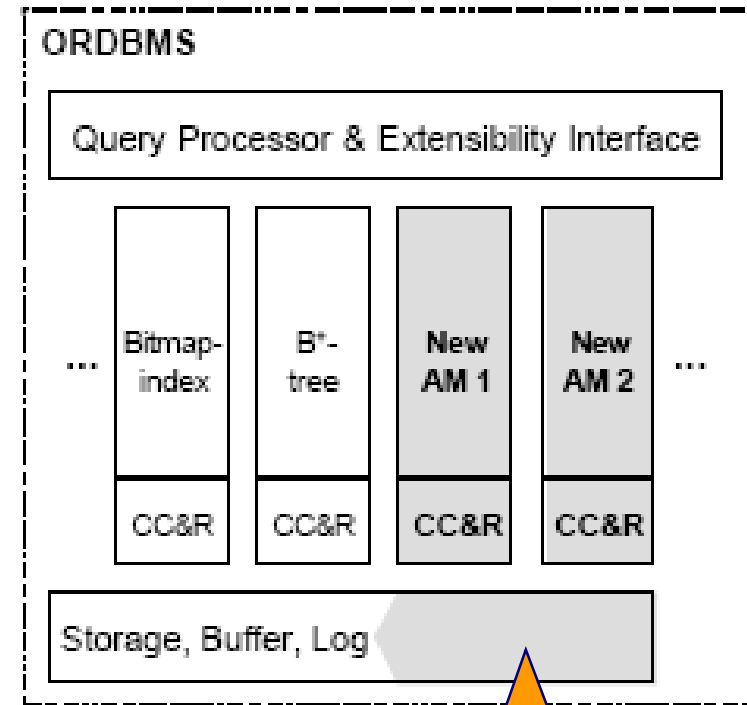 ORDBMS
Query Processor & Extensibility Interface
... Bitmap-
index
B+-
tree
New
AM 1
New
AM 2 ...
CC&R CC&R CC&R CC&R
Storage, Buffer, Log